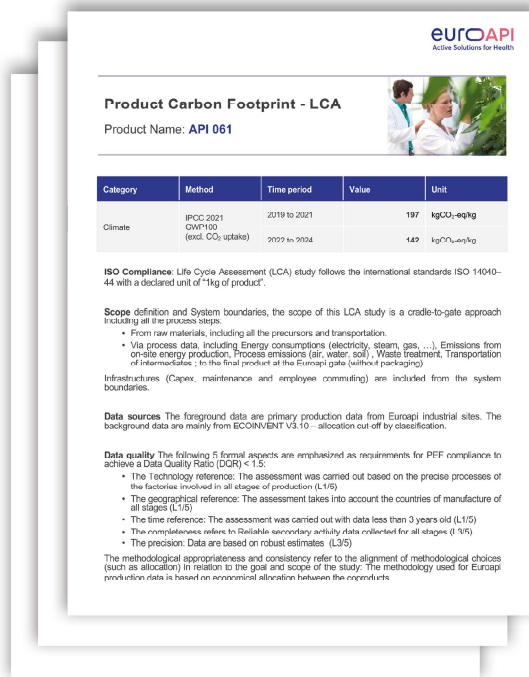 euroAPI
Active Solutions for Health
Product Carbon Footprint - LCA
Product Name: API 061
Category Method Time period Value Unit
Climate
IPCC 2021
GWP100
(excl. CO₂ uptake)
2019 to 2021 197 kgCO₂-eq/kg
2022 to 2024 142 kgCO₂-eq/kg
ISO Compliance: Life Cycle Assessment (LCA) study follows the international standards ISO 14040–
44 with a declared unit of "1kg of product".
Scope definition and System boundaries, the scope of this LCA study is a cradle-to-gate approach
Including all the process steps:
• From raw materials, including all the precursors and transportation.
• Via process data, including Energy consumptions (electricity, steam, gas, …), Emissions from
on-site energy production, Process emissions (air, water, soil) , Waste treatment, Transportation
of intermediates ; to the final product at the Euroapi gate (without packaging)
Infrastructures (Capex, maintenance and employee commuting) are included from the system
boundaries.
Data sources The foreground data are primary production data from Euroapi industrial sites. The
background data are mainly from ECOINVENT V3.10 – allocation cut-off by classification.
Data quality The following 5 formal aspects are emphasized as requirements for PEF compliance to
achieve a Data Quality Ratio (DQR) < 1.5:
• The Technology reference: The assessment was carried out based on the precise processes of
the factories involved in all stages of production (L1/5)
• The geographical reference: The assessment takes into account the countries of manufacture of
all stages (L1/5)
- The time reference: The assessment was carried out with data less than 3 years old (L1/5)
• The completeness refers to Reliable secondary activity data collected for all stages (L3/5)
• The precision: Data are based on robust estimates (L3/5)
The methodological appropriateness and consistency refer to the alignment of methodological choices
(such as allocation) in relation to the goal and scope of the study: The methodology used for Euroapi
production data is based on economical allocation between the coproducts